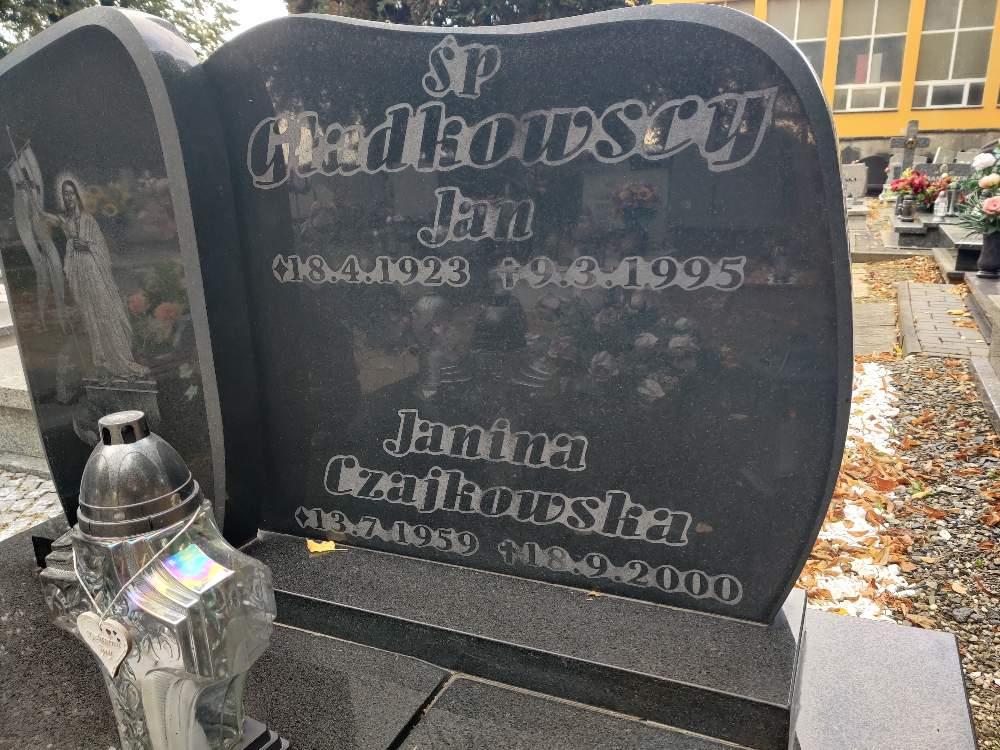 ŚP
Gładkowscy
Jan
18.4.1923 †9.3.1995
Janina
Czajkowska
13.7.1959 †18.9.2000